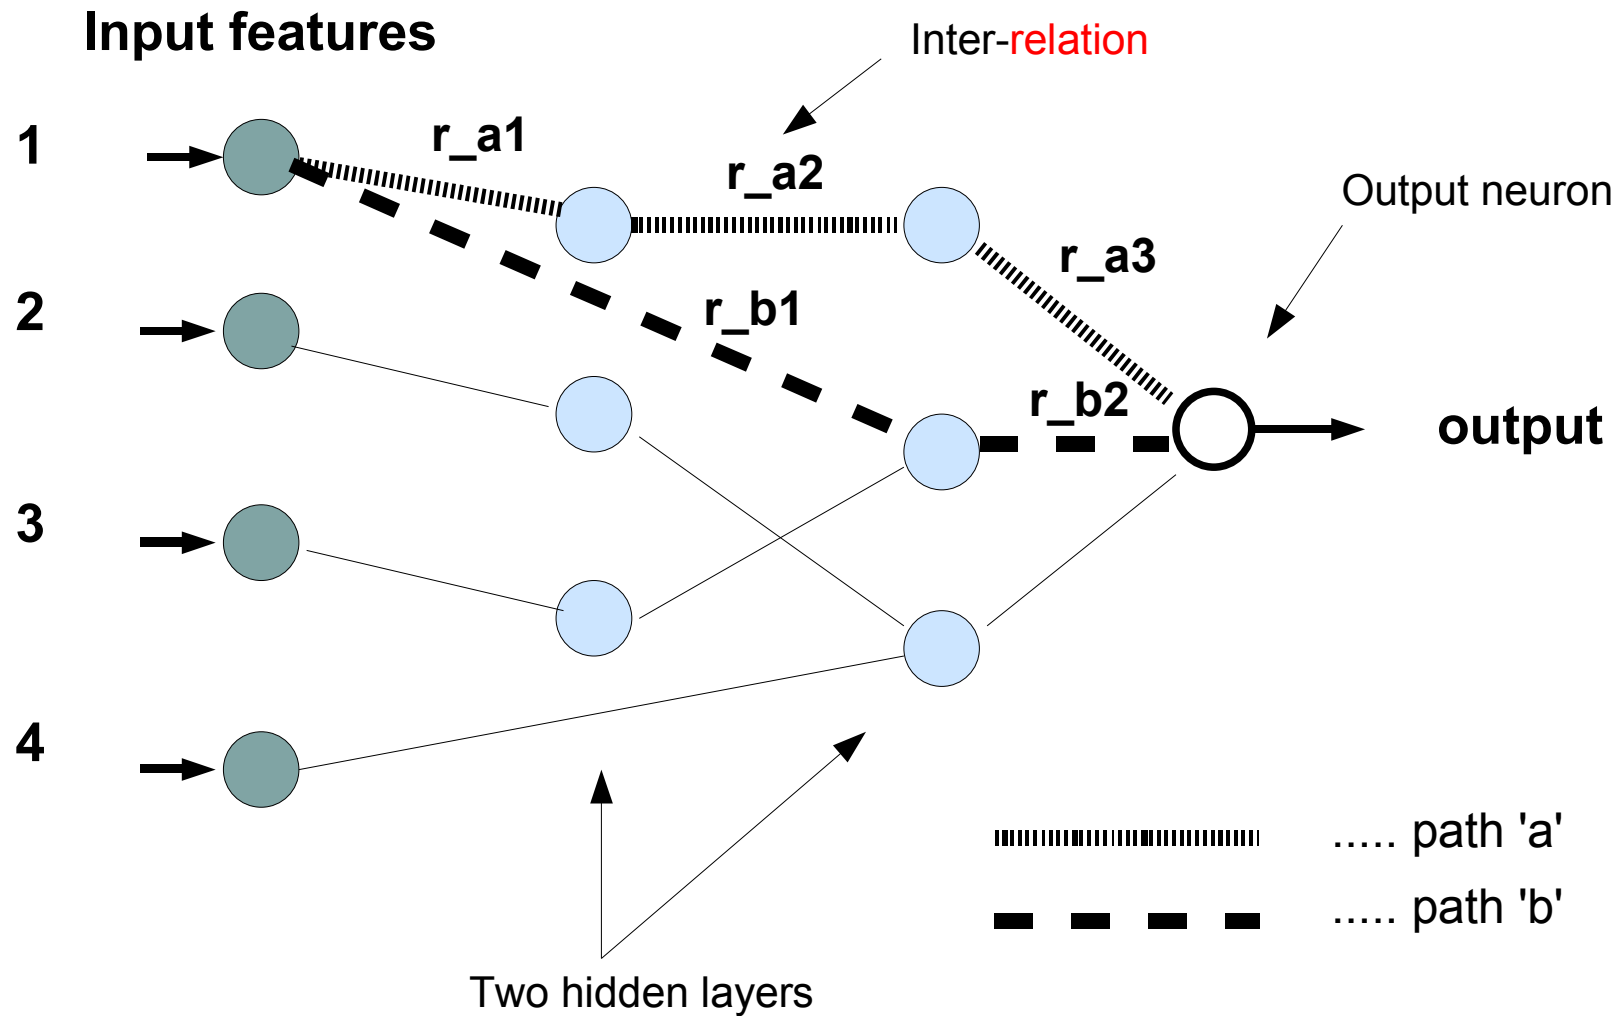 Input features
Inter-relation
1
r_a1
r_a2
Output neuron
r_a3
2
r_b1
r_b2
output
3
4
..... path 'a'
..... path 'b'
Two hidden layers